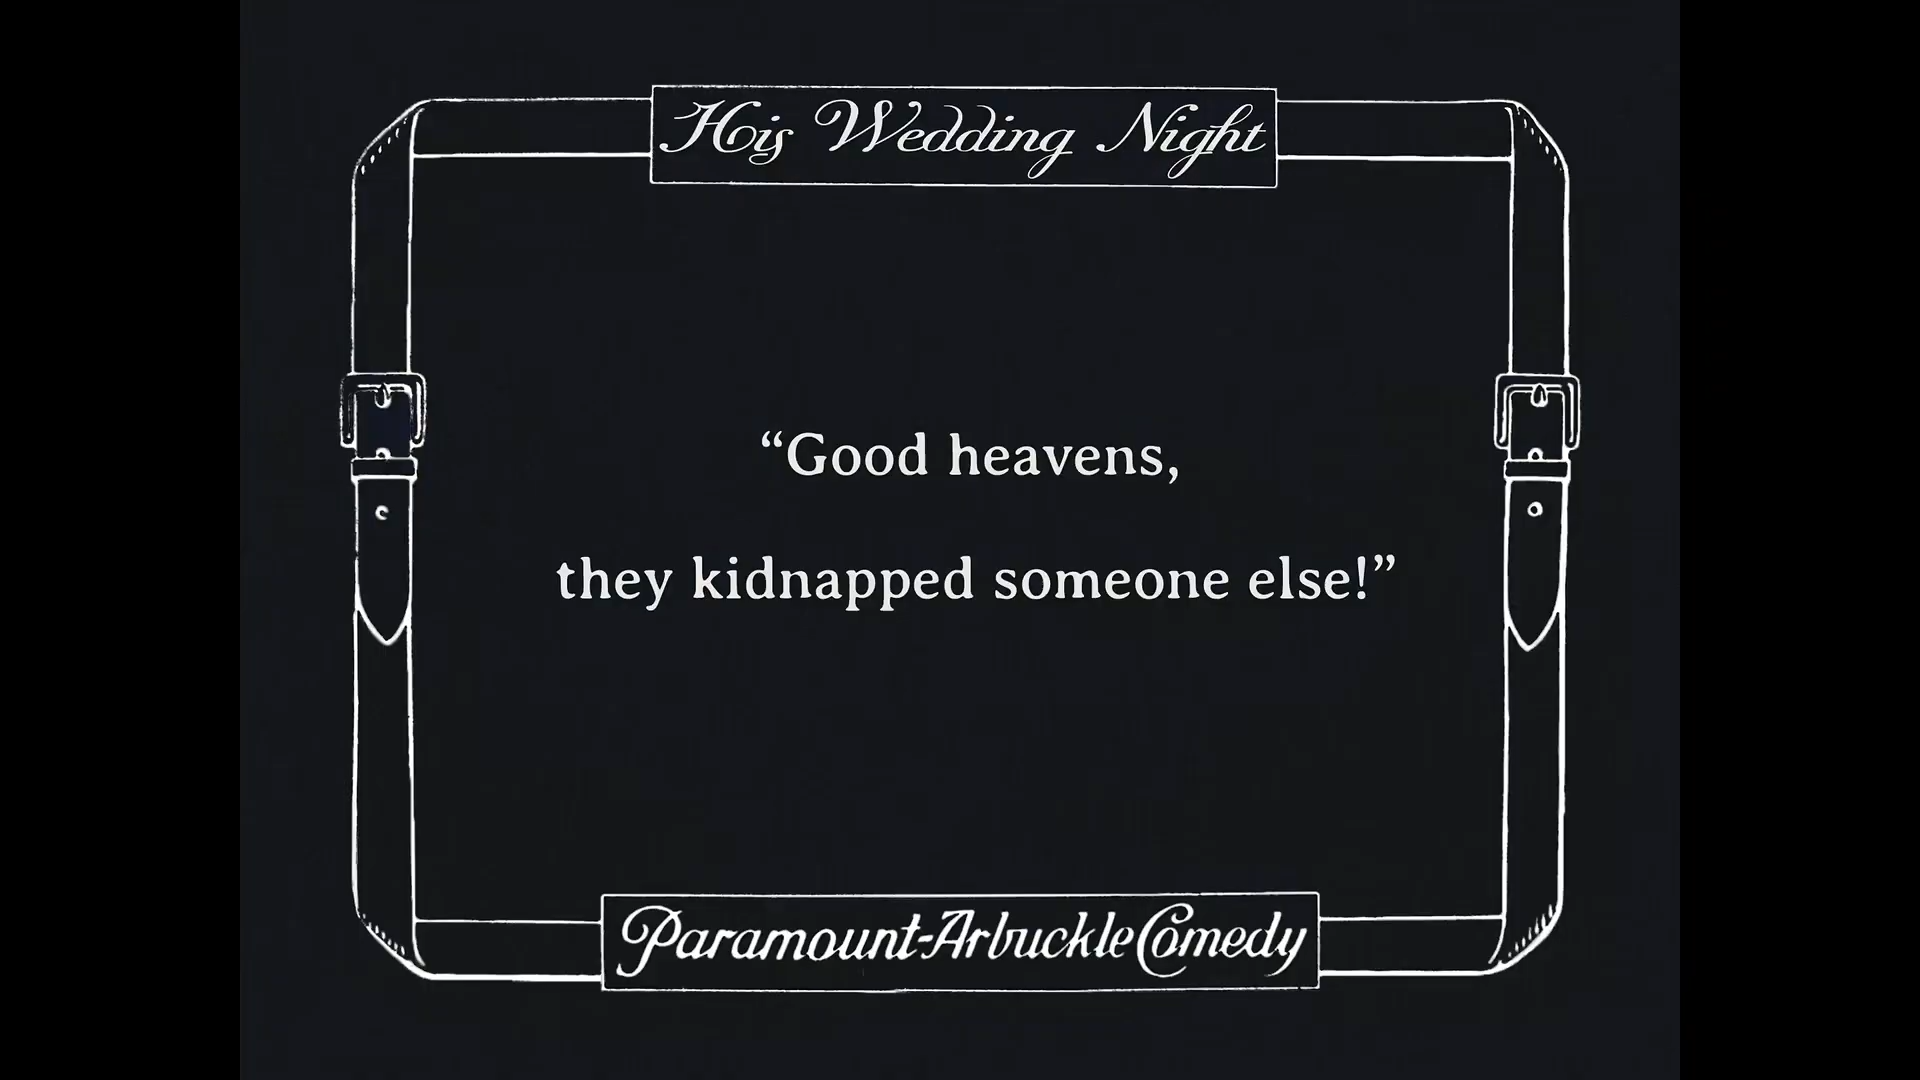 His Wedding Night
“Good heavens,
they kidnapped someone else!”
Paramount-Arbuckle Comedy